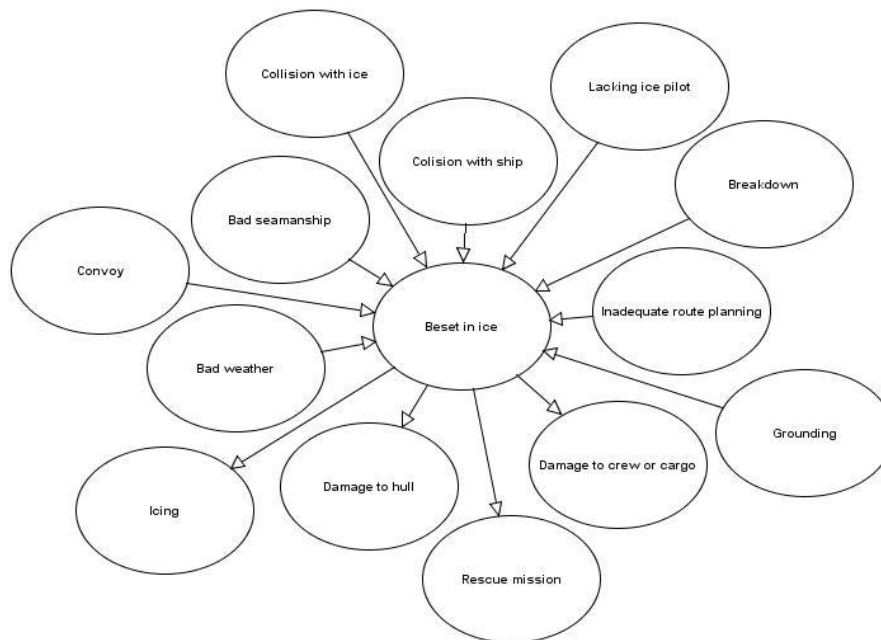 Collision with ice
Lacking ice pilot
Colision with ship
Breakdown
Bad seamanship
Convoy
Inadequate route planning
Beset in ice
Bad weather
Grounding
Damage to crew or cargo
Damage to hull
Icing
Rescue mission